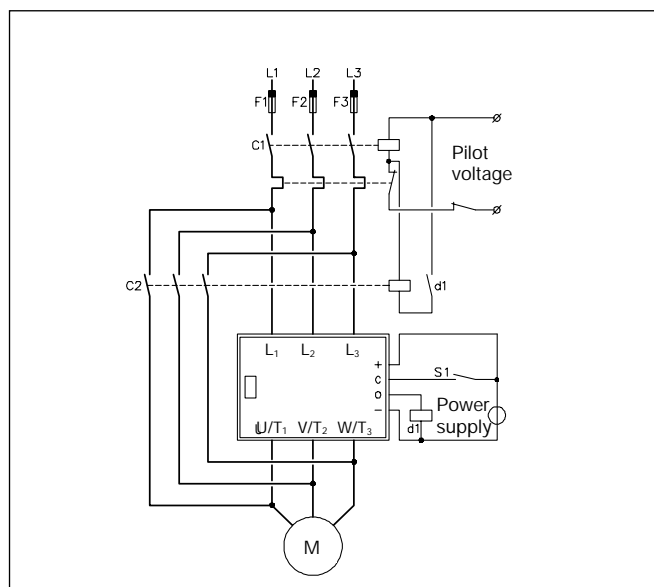 L1 L2 L3
F1 F2 F3
C1
Pilot
voltage
C2
d1
L₁ L₂ L₃
+
C
S1
O
−
Power
supply
d1
U/T₁ V/T₂ W/T₃
M